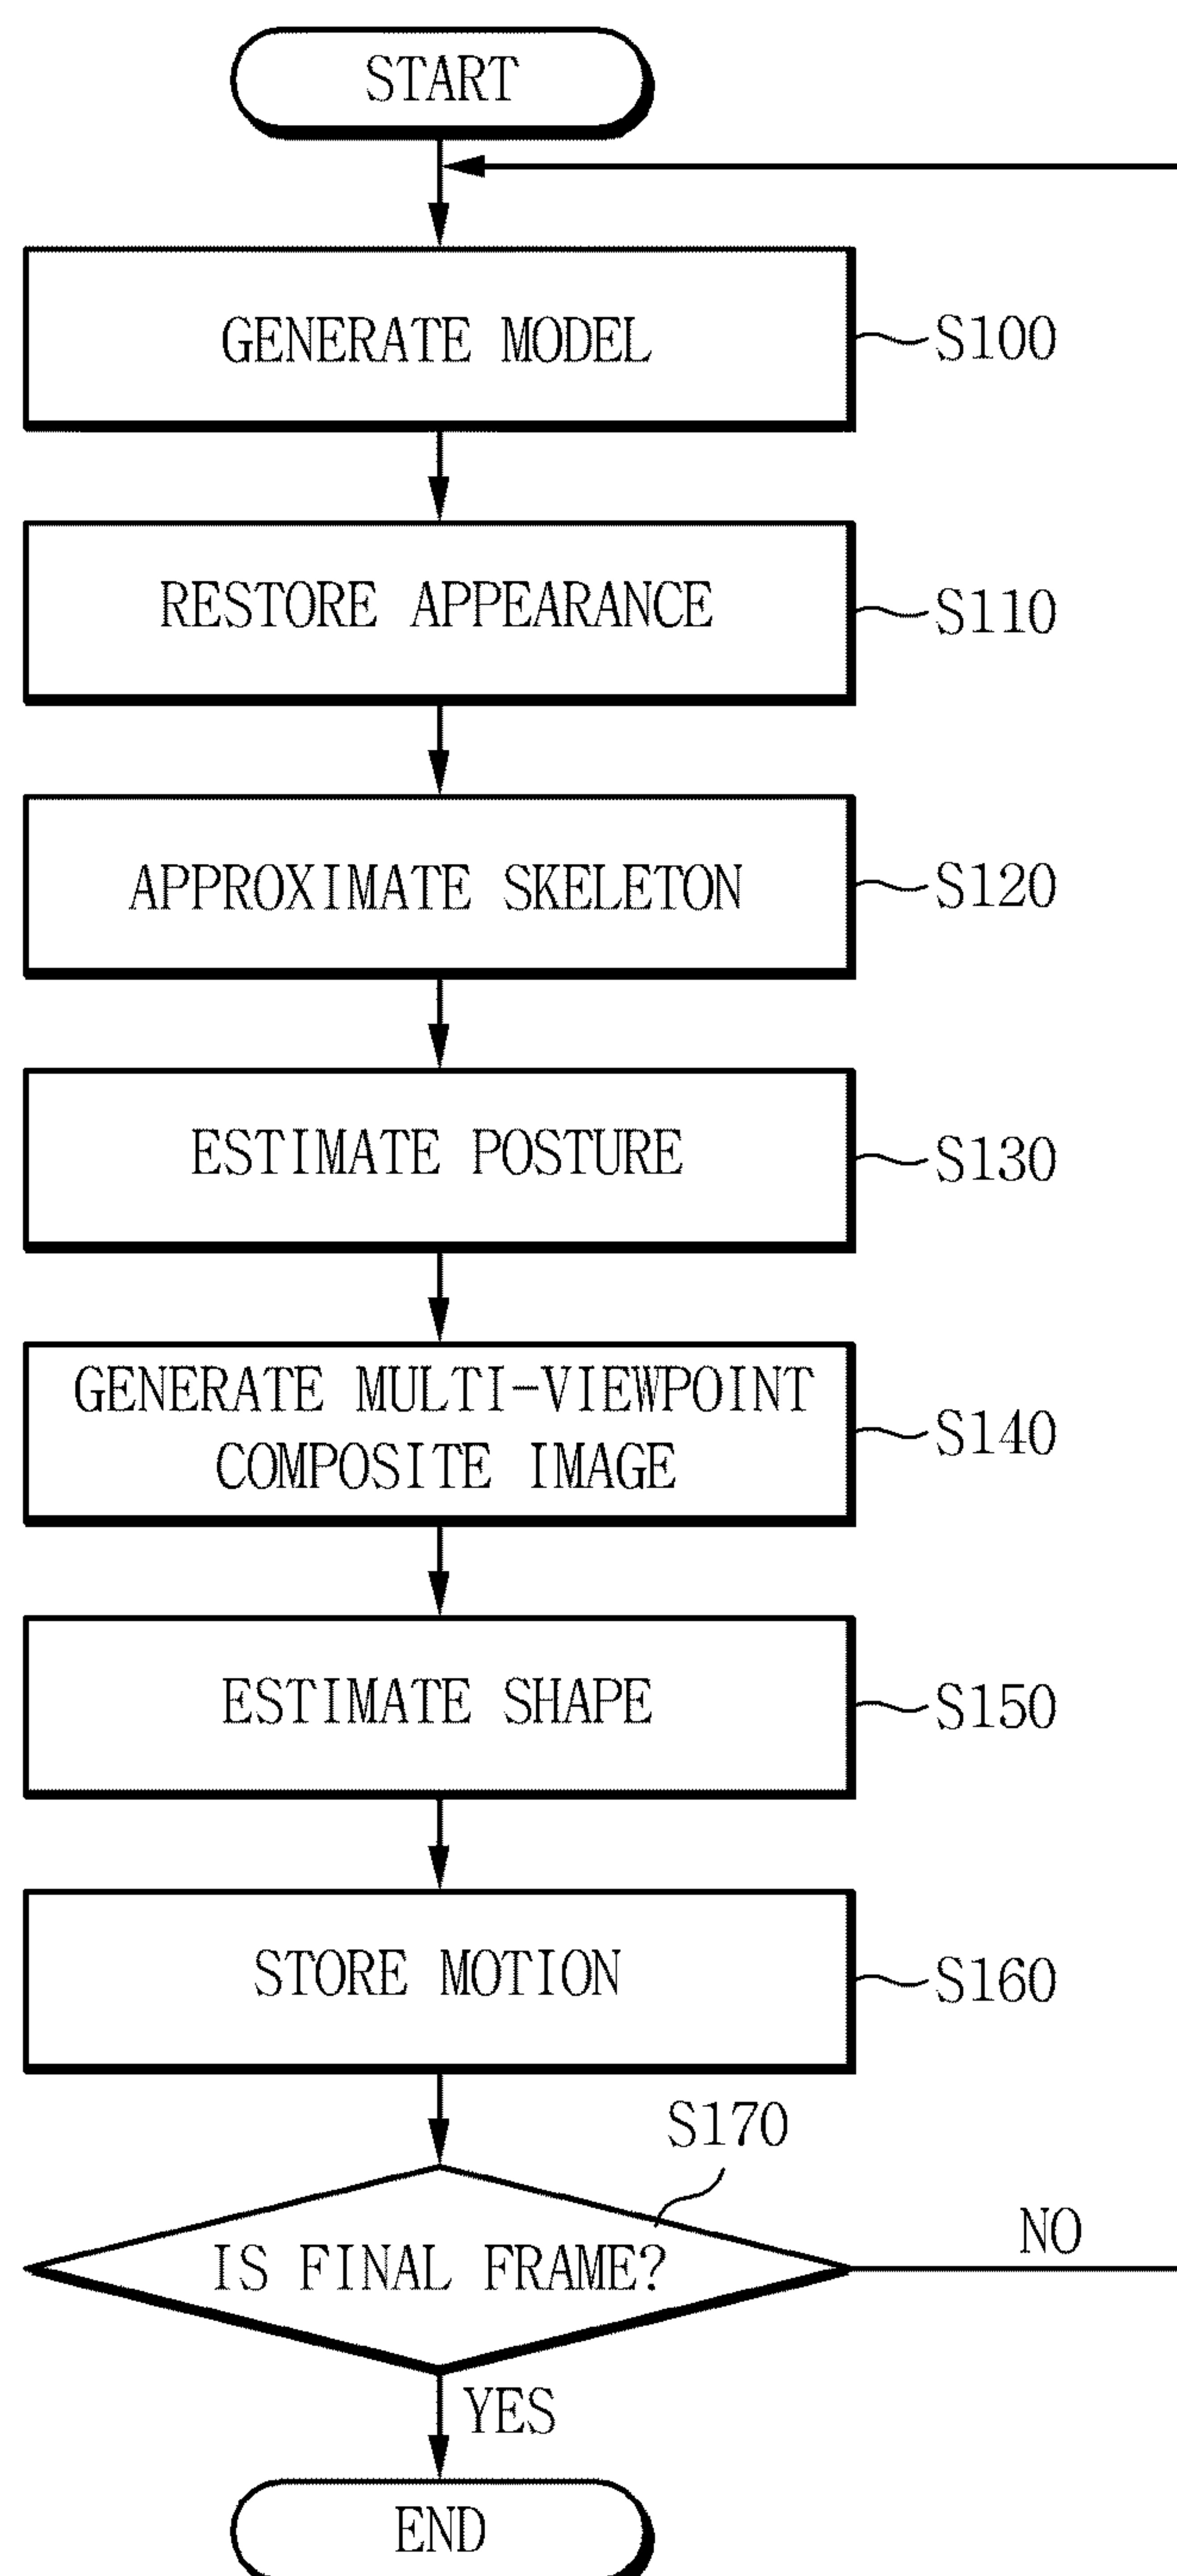 START
GENERATE MODEL
S100
RESTORE APPEARANCE
S110
APPROXIMATE SKELETON
S120
ESTIMATE POSTURE
S130
GENERATE MULTI-VIEWPOINT
COMPOSITE IMAGE
S140
ESTIMATE SHAPE
S150
STORE MOTION
S160
S170
IS FINAL FRAME?
NO
YES
END